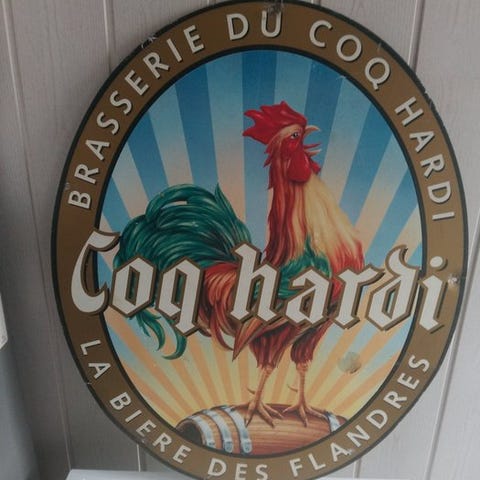 BRASSERIE DU COQ HARDI
Coq hardi
LA BIERE DES FLANDRES